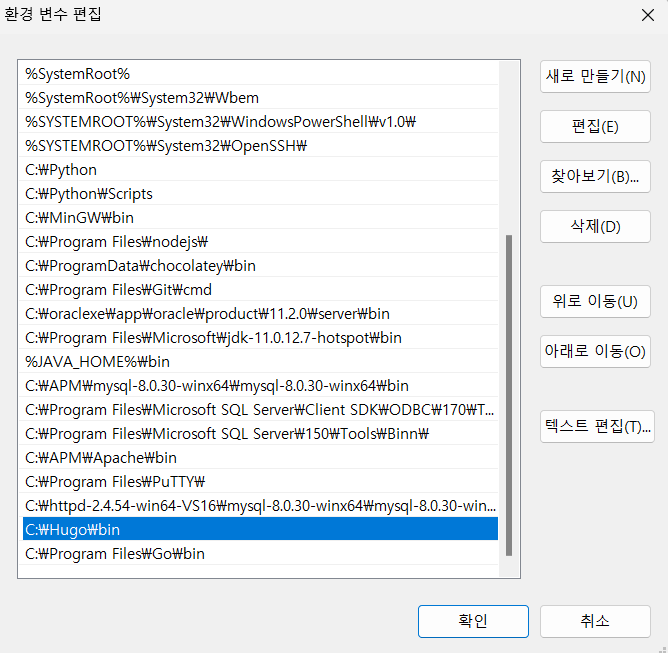 환경 변수 편집
%SystemRoot%
%SystemRoot%₩System32₩Wbem
%SYSTEMROOT%₩System32₩WindowsPowerShell₩v1.0₩
%SYSTEMROOT%₩System32₩OpenSSH₩
C:₩Python
C:₩Python₩Scripts
C:₩MinGW₩bin
C:₩Program Files₩nodejs₩
C:₩ProgramData₩chocolatey₩bin
C:₩Program Files₩Git₩cmd
C:₩oraclexe₩app₩oracle₩product₩11.2.0₩server₩bin
C:₩Program Files₩Microsoft₩jdk-11.0.12.7-hotspot₩bin
%JAVA_HOME%₩bin
C:₩APM₩mysql-8.0.30-winx64₩mysql-8.0.30-winx64₩bin
C:₩Program Files₩Microsoft SQL Server₩Client SDK₩ODBC₩170₩T...
C:₩Program Files₩Microsoft SQL Server₩150₩Tools₩Binn₩
C:₩APM₩Apache₩bin
C:₩Program Files₩PuTTY₩
C:₩httpd-2.4.54-win64-VS16₩mysql-8.0.30-winx64₩mysql-8.0.30-win...
C:₩Hugo₩bin
C:₩Program Files₩Go₩bin
새로 만들기(N)
편집(E)
찾아보기(B)...
삭제(D)
위로 이동(U)
아래로 이동(O)
텍스트 편집(T)...
확인
취소